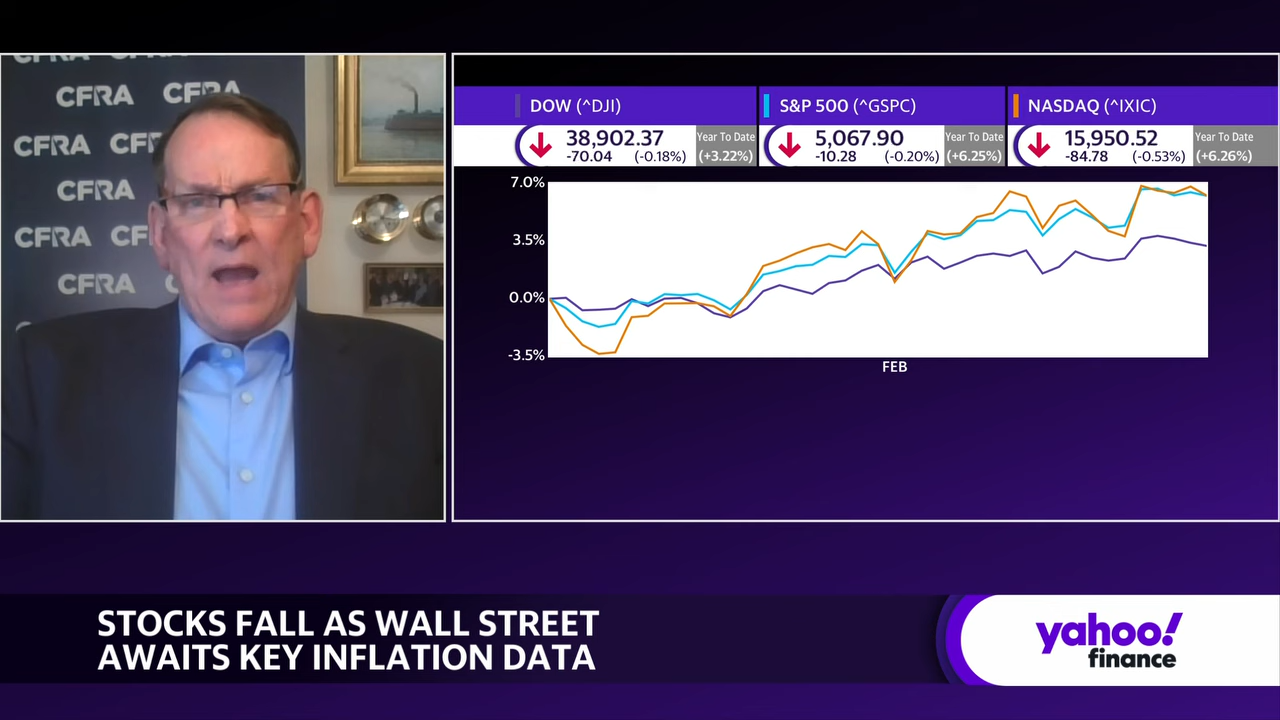 CFRA CFRA
CFRA CFRA
CFRA CF
CFRA
CFRA CF
CFRA
DOW (^DJI)
38,902.37
-70.04 (-0.18%)
Year To Date
(+3.22%)
S&P 500 (^GSPC)
5,067.90
-10.28 (-0.20%)
Year To Date
(+6.25%)
NASDAQ (^IXIC)
15,950.52
-84.78 (-0.53%)
Year To Date
(+6.26%)
7.0%
3.5%
0.0%
-3.5%
FEB
STOCKS FALL AS WALL STREET
AWAITS KEY INFLATION DATA
yahoo!
finance